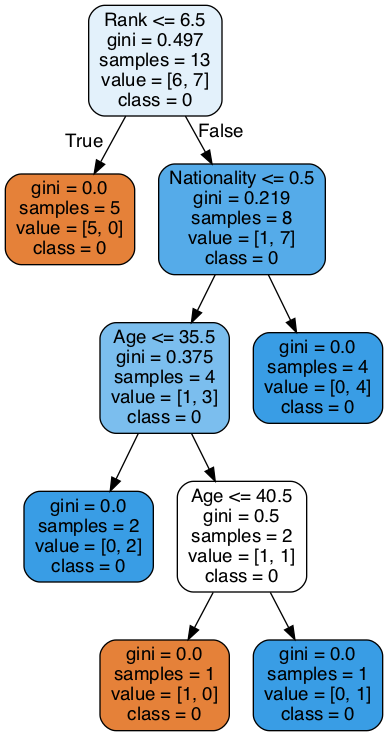 Rank <= 6.5
gini = 0.497
samples = 13
value = [6, 7]
class = 0
True
False
gini = 0.0
samples = 5
value = [5, 0]
class = 0
Nationality <= 0.5
gini = 0.219
samples = 8
value = [1, 7]
class = 0
Age <= 35.5
gini = 0.375
samples = 4
value = [1, 3]
class = 0
gini = 0.0
samples = 4
value = [0, 4]
class = 0
gini = 0.0
samples = 2
value = [0, 2]
class = 0
Age <= 40.5
gini = 0.5
samples = 2
value = [1, 1]
class = 0
gini = 0.0
samples = 1
value = [1, 0]
class = 0
gini = 0.0
samples = 1
value = [0, 1]
class = 0